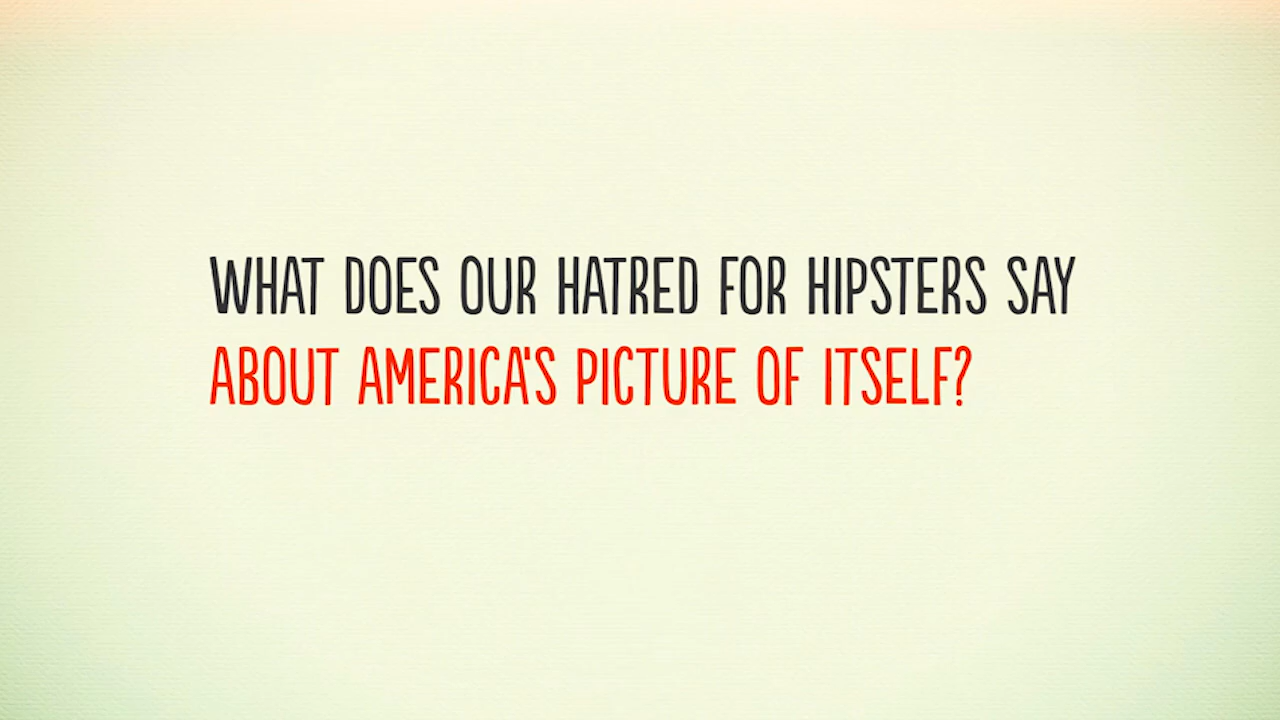 WHAT DOES OUR HATRED FOR HIPSTERS SAY
ABOUT AMERICA'S PICTURE OF ITSELF?